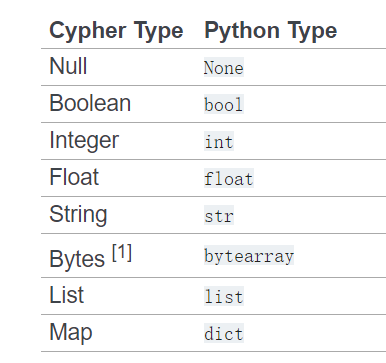 Cypher Type Python Type
Null None
Boolean bool
Integer int
Float float
String str
Bytes [1] bytearray
List list
Map dict